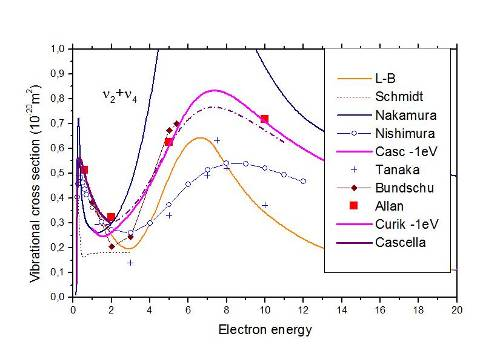 1,0
0,9
0,8
0,7
0,6
0,5
0,4
0,3
0,2
0,1
0,0
Vibrational cross section (10⁻²⁰m²)
ν₂+ν₄
L-B
Schmidt
Nakamura
Nishimura
Casc -1eV
Tanaka
Bundschu
Allan
Curik -1eV
Cascella
0 2 4 6 8 10 12 14 16 18 20
Electron energy